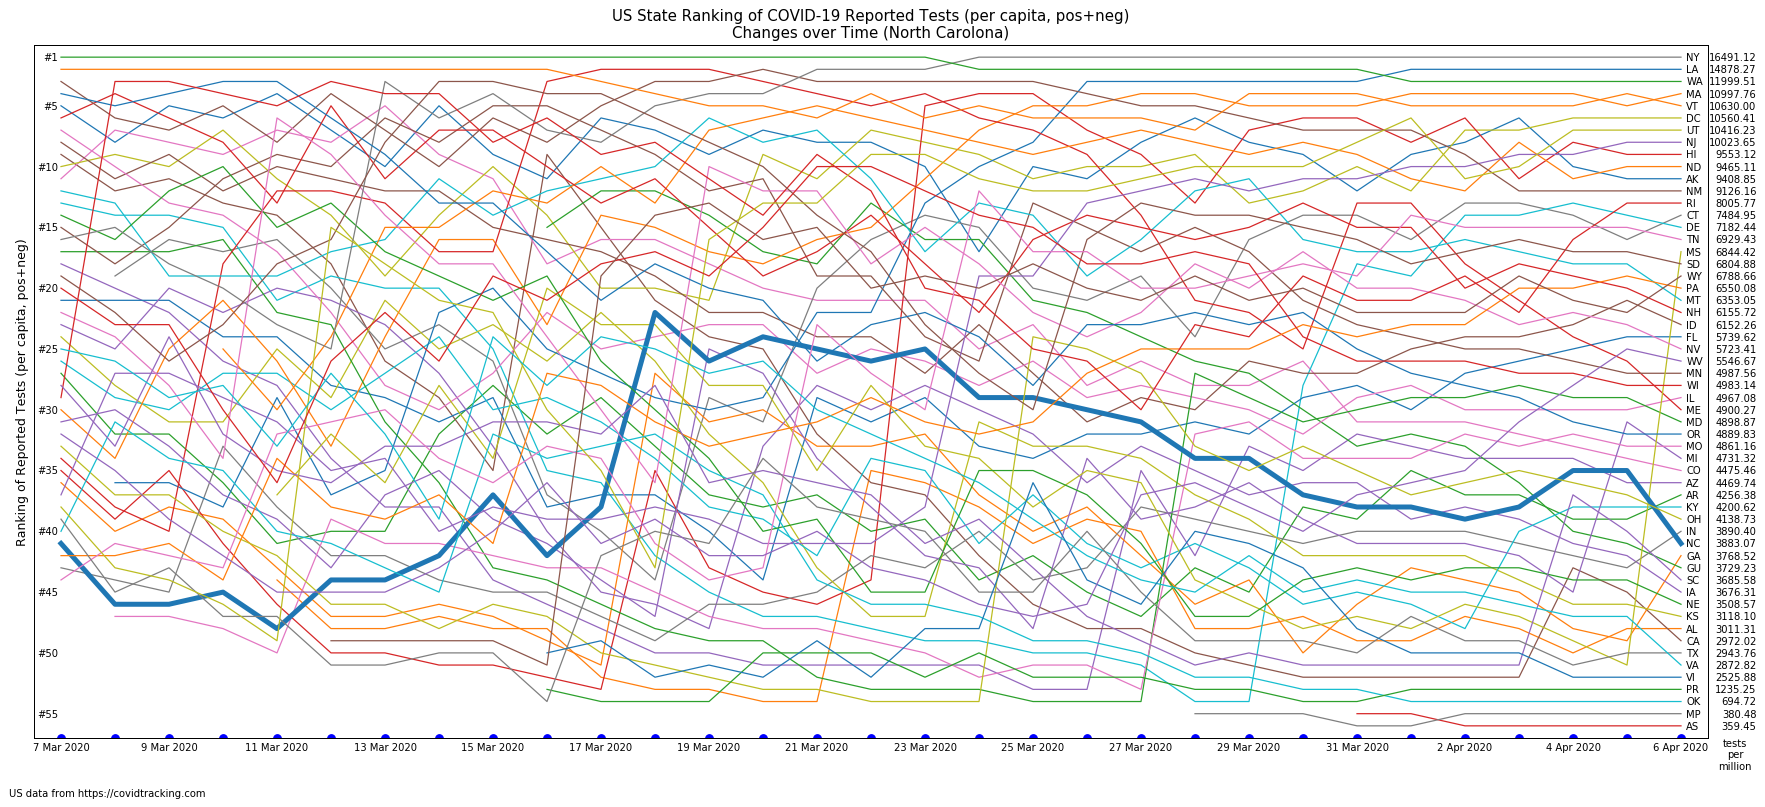 US State Ranking of COVID-19 Reported Tests (per capita, pos+neg)
Changes over Time (North Carolona)
Ranking of Reported Tests (per capita, pos+neg)
#1
#5
#10
#15
#20
#25
#30
#35
#40
#45
#50
#55
NY 16491.12
LA 14878.27
WA 11999.51
MA 10997.76
VT 10630.00
DC 10560.41
UT 10416.23
NJ 10023.65
HI 9553.12
ND 9465.11
AK 9408.85
NM 9126.16
RI 8005.77
CT 7484.95
DE 7182.44
TN 6929.43
MS 6844.42
SD 6804.88
WY 6788.66
PA 6550.08
MT 6353.05
NH 6155.72
ID 6152.26
FL 5739.62
NV 5723.41
WV 5546.67
MN 4987.56
WI 4983.14
IL 4967.08
ME 4900.27
MD 4898.87
OR 4889.83
MO 4861.16
MI 4731.32
CO 4475.46
AZ 4469.74
AR 4256.38
KY 4200.62
OH 4138.73
IN 3890.40
NC 3883.07
GA 3768.52
GU 3729.23
SC 3685.58
IA 3676.31
NE 3508.57
KS 3118.10
AL 3011.31
CA 2972.02
TX 2943.76
VA 2872.82
VI 2525.88
PR 1235.25
OK 694.72
MP 380.48
AS 359.45
7 Mar 2020 9 Mar 2020 11 Mar 2020 13 Mar 2020 15 Mar 2020 17 Mar 2020 19 Mar 2020 21 Mar 2020 23 Mar 2020 25 Mar 2020 27 Mar 2020 29 Mar 2020 31 Mar 2020 2 Apr 2020 4 Apr 2020 6 Apr 2020
tests
per
million
US data from https://covidtracking.com